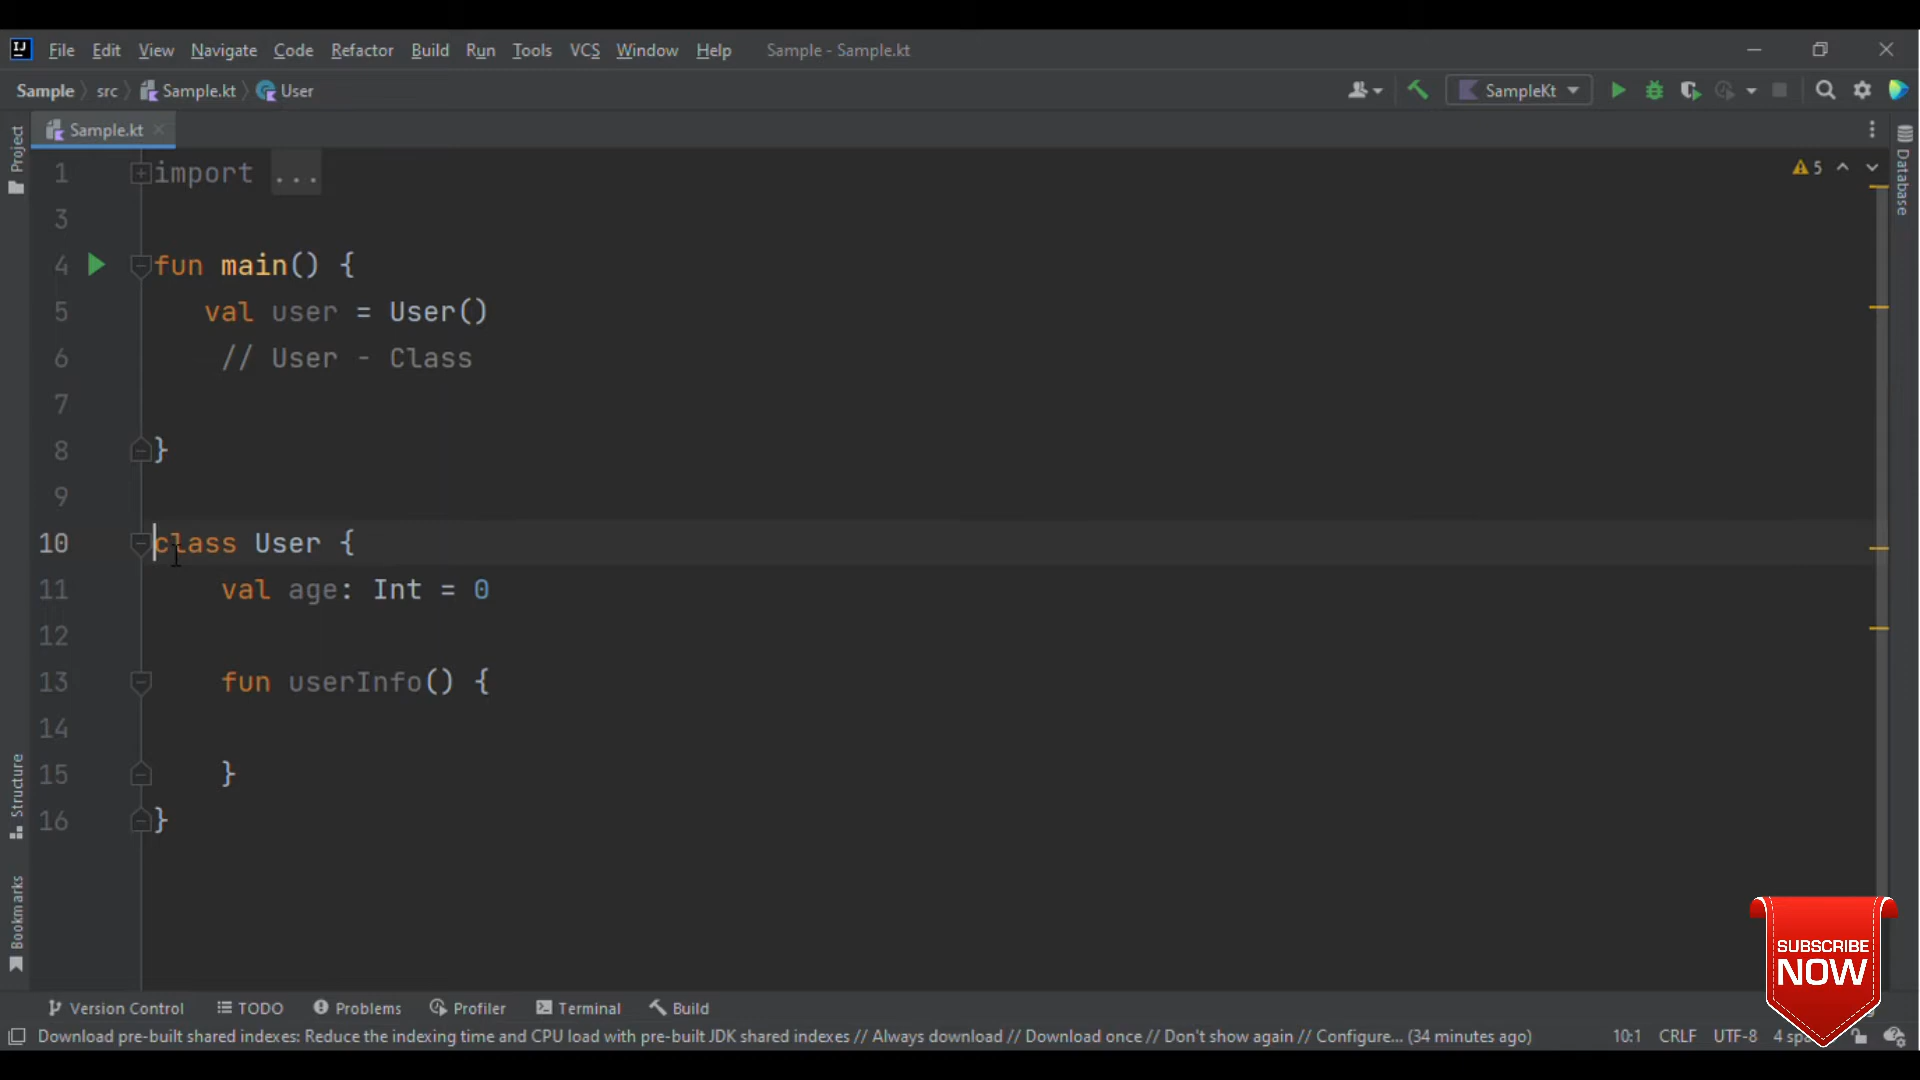 File Edit View Navigate Code Refactor Build Run Tools VCS Window Help Sample - Sample.kt
Sample src Sample.kt User SampleKt
Project Sample.kt
Database
1 import ...
5
3
4 fun main() {
5 val user = User()
6 // User - Class
7
8 }
9
10 class User {
11 val age: Int = 0
12
13 fun userInfo() {
14
15 }
16 }
Structure
Bookmarks
SUBSCRIBE
NOW
Version Control TODO Problems Profiler Terminal Build
Download pre-built shared indexes: Reduce the indexing time and CPU load with pre-built JDK shared indexes // Always download // Download once // Don't show again // Configure... (34 minutes ago) 10:1 CRLF UTF-8 4